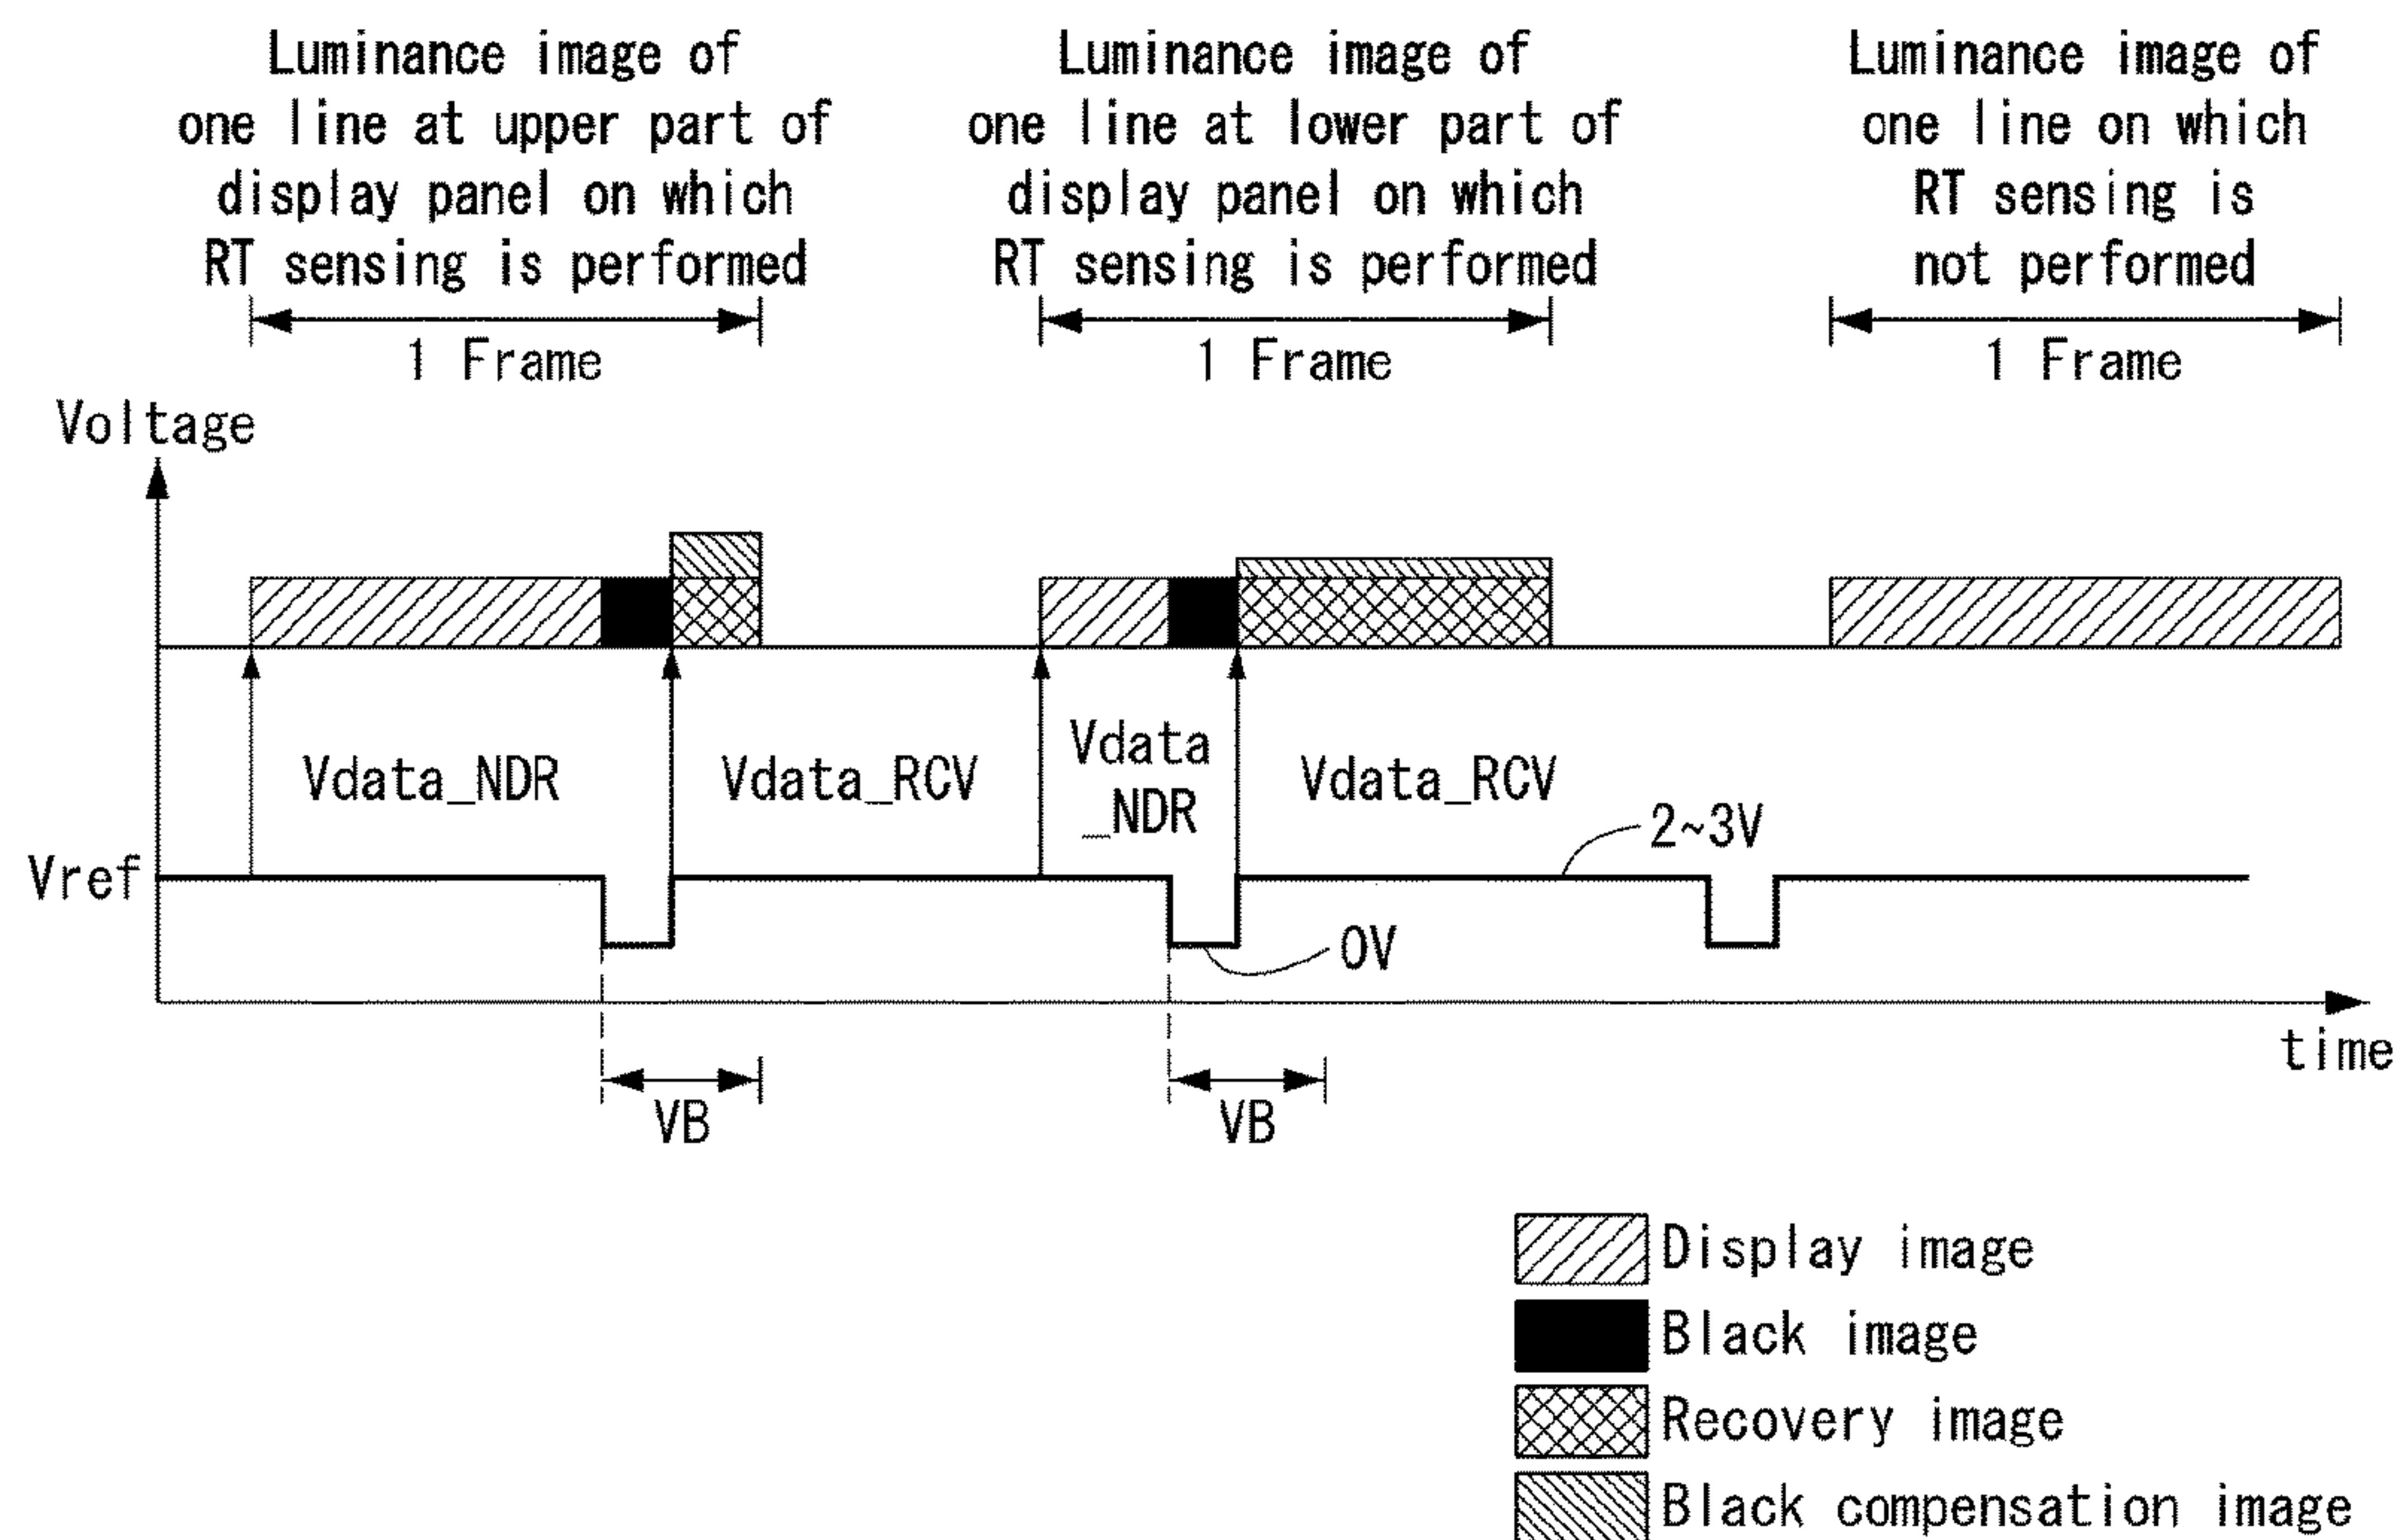 Luminance image of
one line at upper part of
display panel on which
RT sensing is performed
1 Frame
Luminance image of
one line at lower part of
display panel on which
RT sensing is performed
1 Frame
Luminance image of
one line on which
RT sensing is
not performed
1 Frame
Voltage
Vdata_NDR
Vdata_RCV
Vdata
_NDR
Vdata_RCV
2~3V
Vref
0V
time
VB
VB
Display image
Black image
Recovery image
Black compensation image